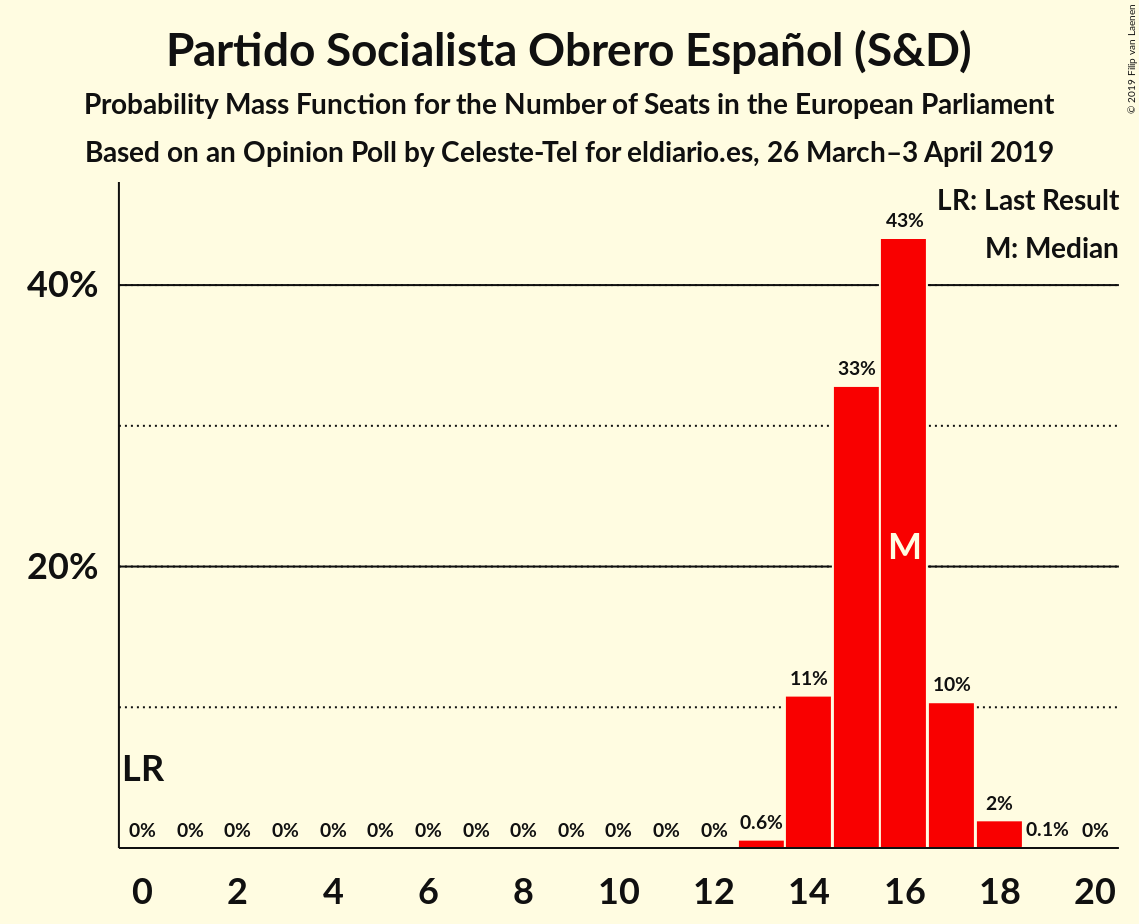 Partido Socialista Obrero Español (S&D)
Probability Mass Function for the Number of Seats in the European Parliament
Based on an Opinion Poll by Celeste-Tel for eldiario.es, 26 March–3 April 2019
© 2019 Filip van Laenen
LR: Last Result
M: Median
40%
20%
43%
33%
M
11%
10%
LR
0% 0% 0% 0% 0% 0% 0% 0% 0% 0% 0% 0% 0% 0.6% 2% 0.1% 0%
0 2 4 6 8 10 12 14 16 18 20